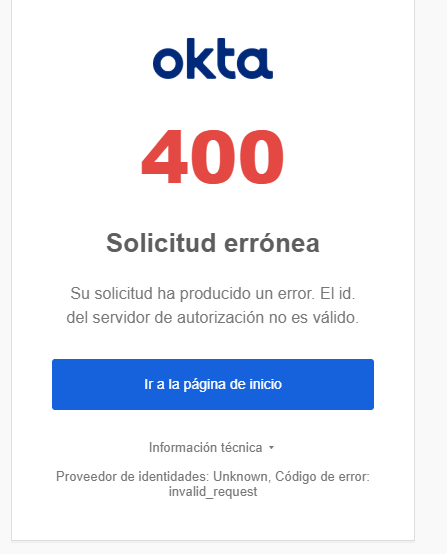 okta
400
Solicitud errónea
Su solicitud ha producido un error. El id.
del servidor de autorización no es válido.
Ir a la página de inicio
Información técnica
Proveedor de identidades: Unknown, Código de error:
invalid_request